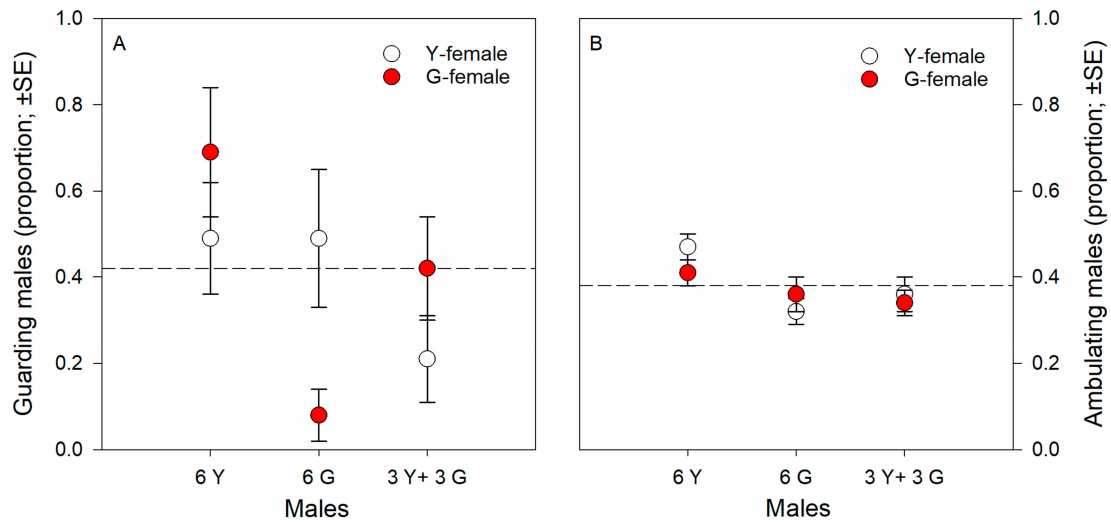 Guarding males (proportion; ±SE)
1.0
0.8
0.6
0.4
0.2
0.0
A
Y-female
G-female
6 Y
6 G
3 Y+ 3 G
Males
B
Y-female
G-female
6 Y
6 G
3 Y+ 3 G
Males
1.0
0.8
0.6
0.4
0.2
0.0
Ambulating males (proportion; ±SE)